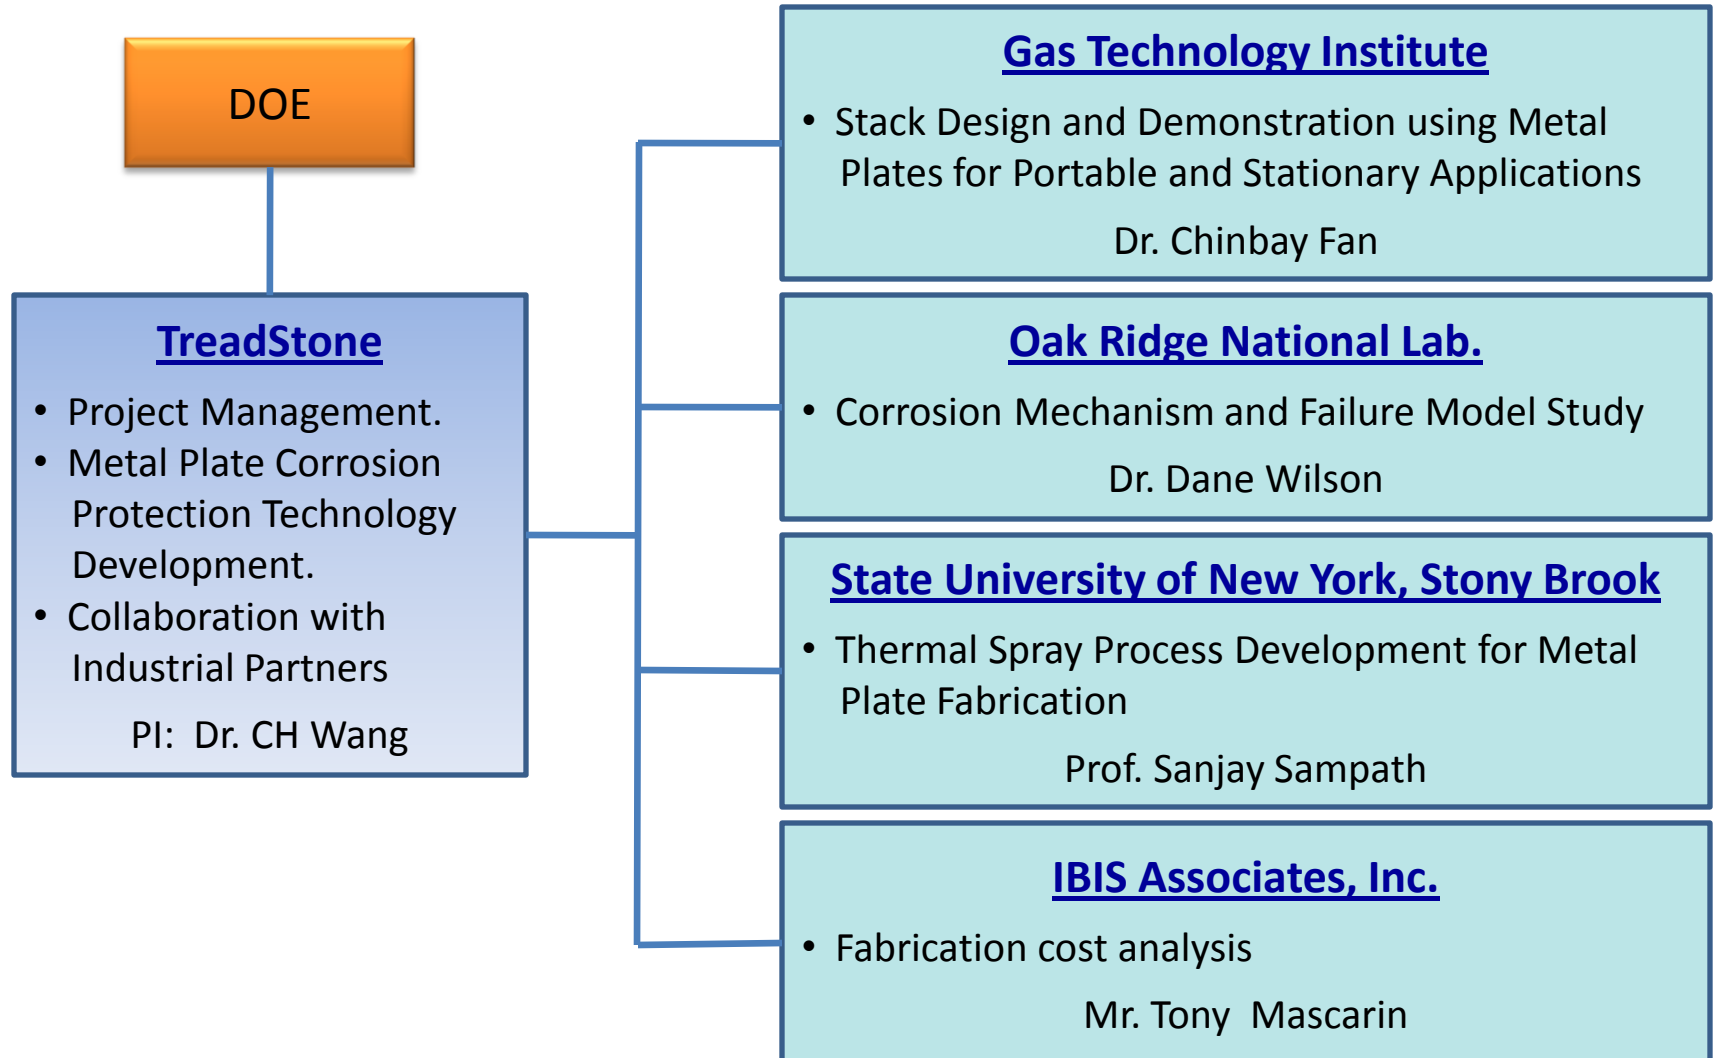 DOE
TreadStone
• Project Management.
• Metal Plate Corrosion
Protection Technology
Development.
• Collaboration with
Industrial Partners
PI: Dr. CH Wang
Gas Technology Institute
• Stack Design and Demonstration using Metal
Plates for Portable and Stationary Applications
Dr. Chinbay Fan
Oak Ridge National Lab.
• Corrosion Mechanism and Failure Model Study
Dr. Dane Wilson
State University of New York, Stony Brook
• Thermal Spray Process Development for Metal
Plate Fabrication
Prof. Sanjay Sampath
IBIS Associates, Inc.
• Fabrication cost analysis
Mr. Tony Mascarin